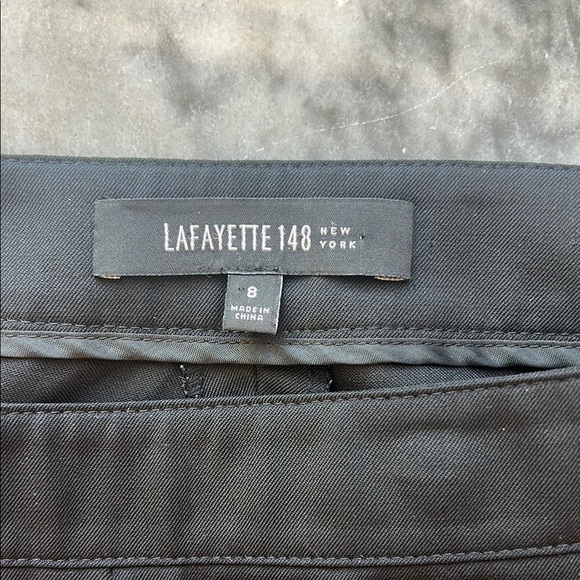 LAFAYETTE 148 NEW YORK
8
MADE IN
CHINA